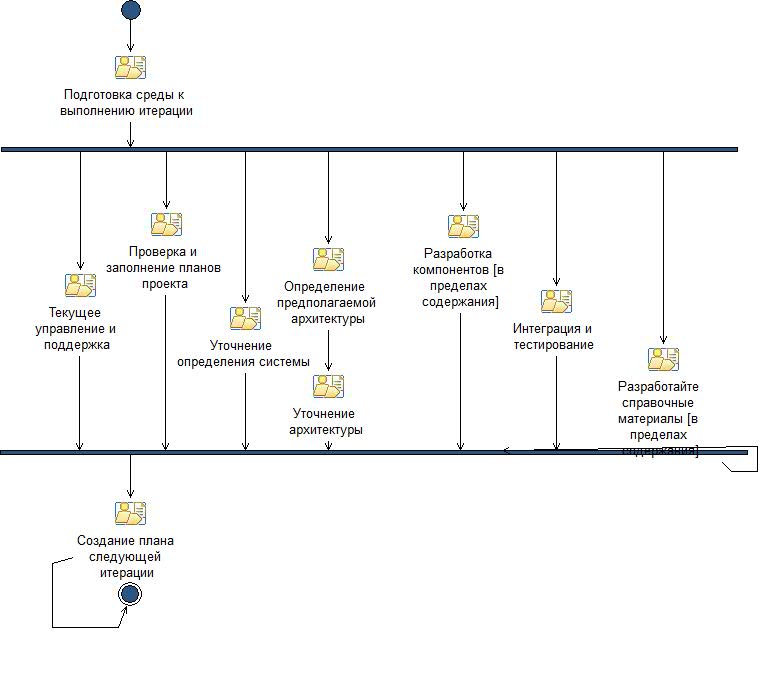 Подготовка среды к
выполнению итерации
Проверка и
заполнение планов
проекта
Разработка
компонентов [в
пределах
содержания]
Определение
предполагаемой
архитектуры
Текущее
управление и
поддержка
Уточнение
определения системы
Интеграция и
тестирование
Разработайте
справочные
материалы [в
пределах
содержания]
Уточнение
архитектуры
Создание плана
следующей
итерации